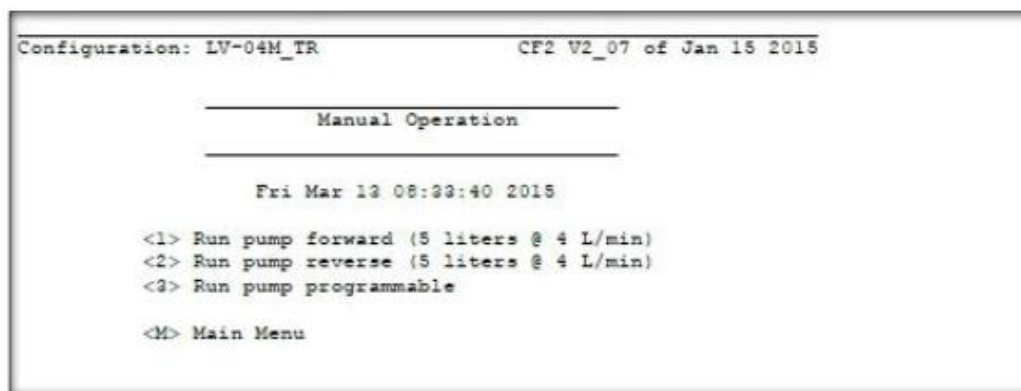 Configuration: LV-04M_TR CF2 V2_07 of Jan 15 2015
Manual Operation
Fri Mar 13 08:33:40 2015
<1> Run pump forward (5 liters @ 4 L/min)
<2> Run pump reverse (5 liters @ 4 L/min)
<3> Run pump programmable
<M> Main Menu